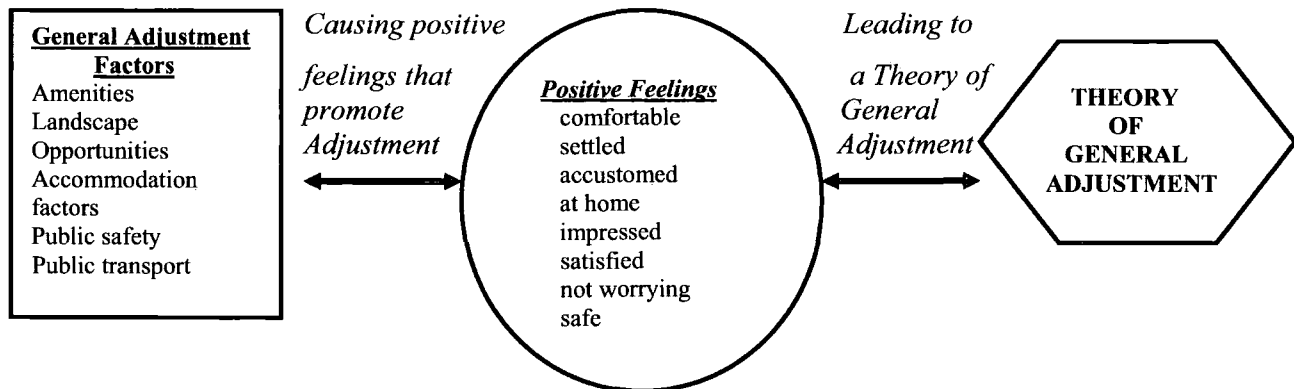 General Adjustment
Factors
Amenities
Landscape
Opportunities
Accommodation
factors
Public safety
Public transport
Causing positive
feelings that
promote
Adjustment
Positive Feelings
comfortable
settled
accustomed
at home
impressed
satisfied
not worrying
safe
Leading to
a Theory of
General
Adjustment
THEORY
OF
GENERAL
ADJUSTMENT